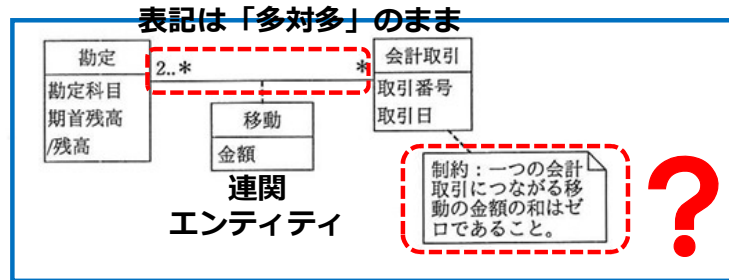 表記は「多対多」のまま
勘定
勘定科目
期首残高
/残高
2..*
*
会計取引
取引番号
取引日
移動
金額
連関
エンティティ
制約：一つの会計
取引につながる移
動の金額の和はゼ
ロであること。
?